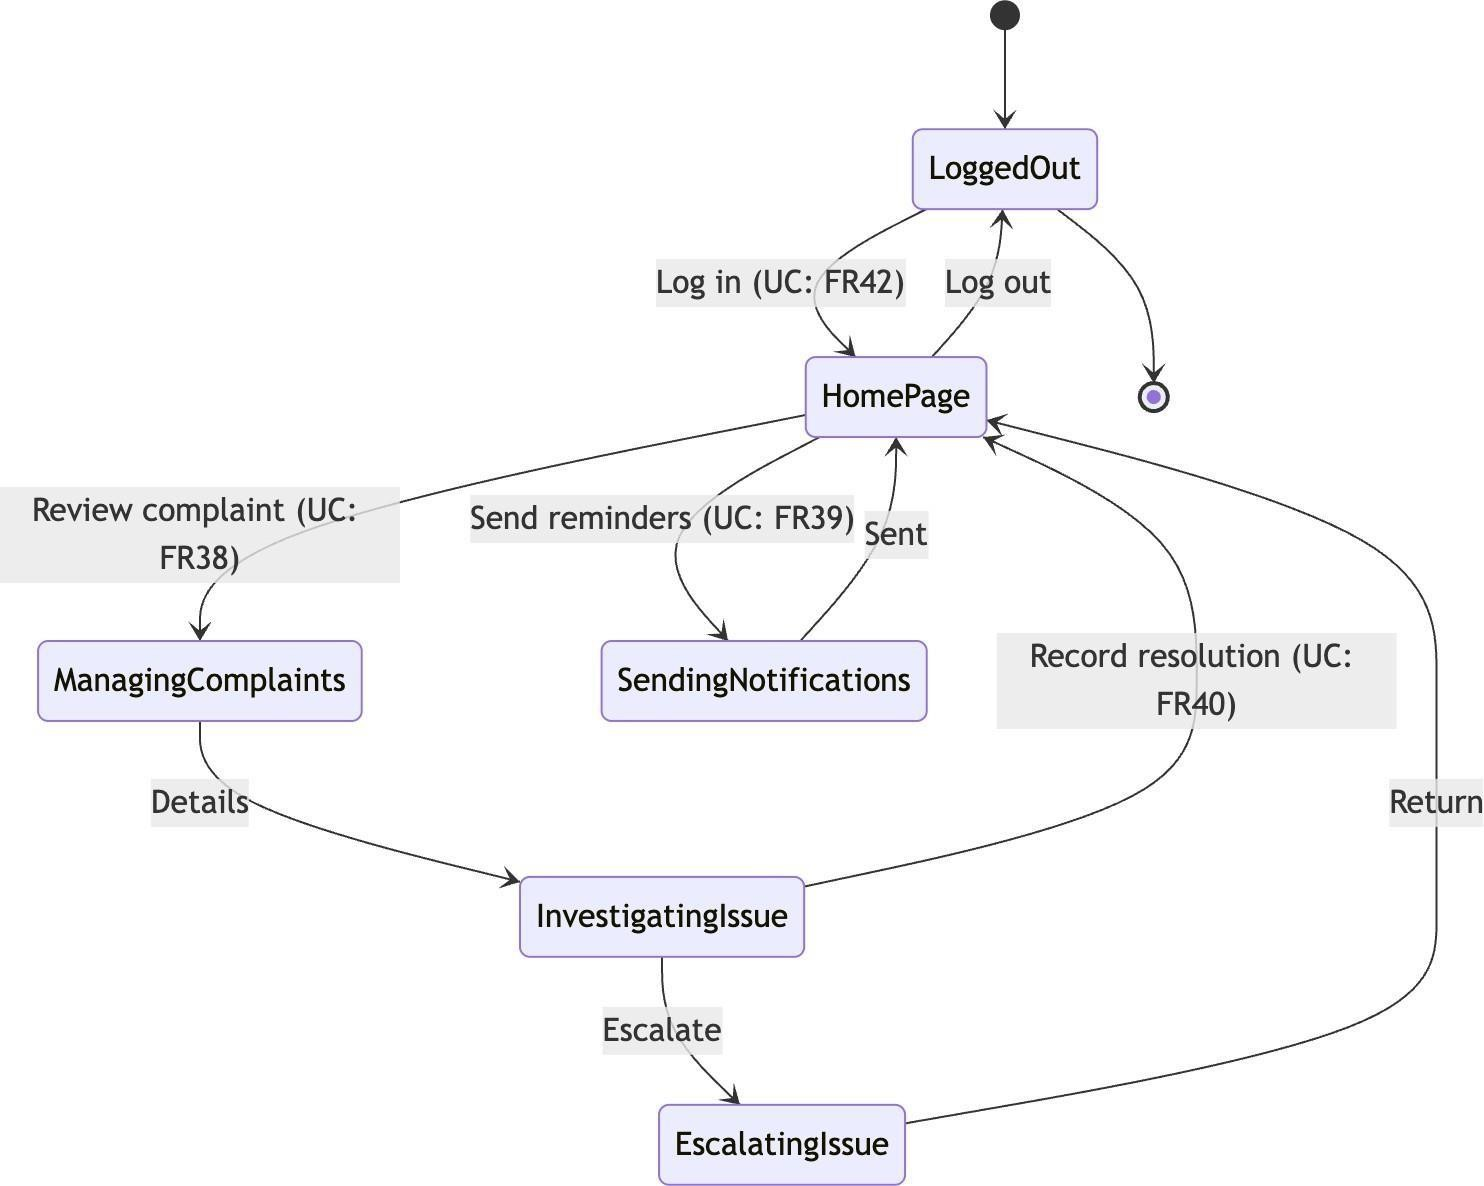 LoggedOut
Log in (UC: FR42)
Log out
HomePage
Review complaint (UC:
FR38)
Send reminders (UC: FR39)
Sent
ManagingComplaints
SendingNotifications
Record resolution (UC:
FR40)
Details
Return
InvestigatingIssue
Escalate
EscalatingIssue